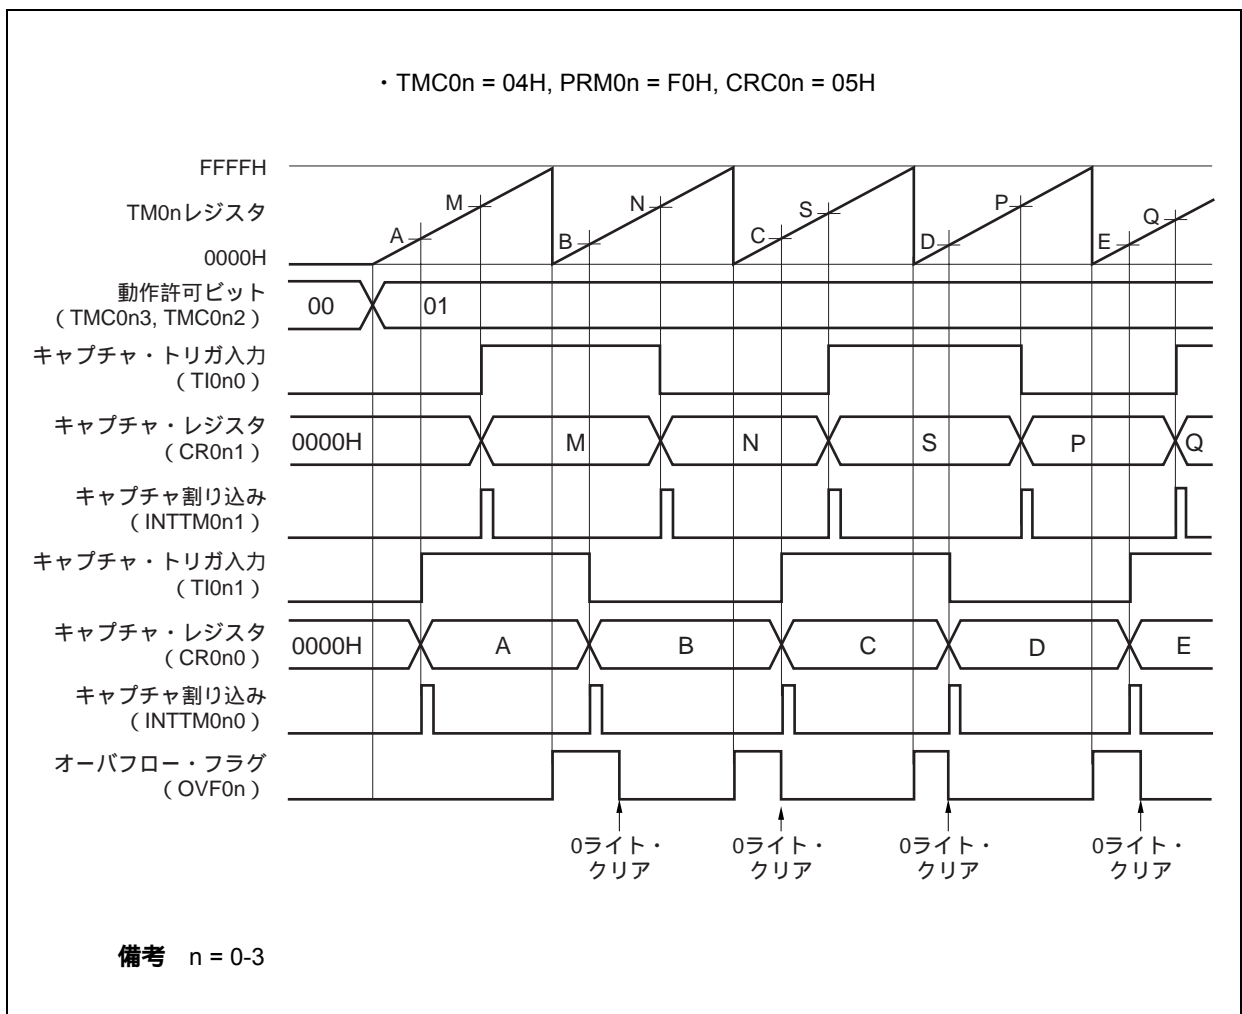 ・TMC0n = 04H, PRM0n = F0H, CRC0n = 05H
FFFFH
TM0nレジスタ
0000H
A
M
B
N
C
S
D
P
E
Q
動作許可ビット
（TMC0n3, TMC0n2）
00
01
キャプチャ・トリガ入力
（TI0n0）
キャプチャ・レジスタ
（CR0n1）
0000H
M
N
S
P
Q
キャプチャ割り込み
（INTTM0n1）
キャプチャ・トリガ入力
（TI0n1）
キャプチャ・レジスタ
（CR0n0）
0000H
A
B
C
D
E
キャプチャ割り込み
（INTTM0n0）
オーバフロー・フラグ
（OVF0n）
0ライト・
クリア
0ライト・
クリア
0ライト・
クリア
0ライト・
クリア
備考 n = 0-3